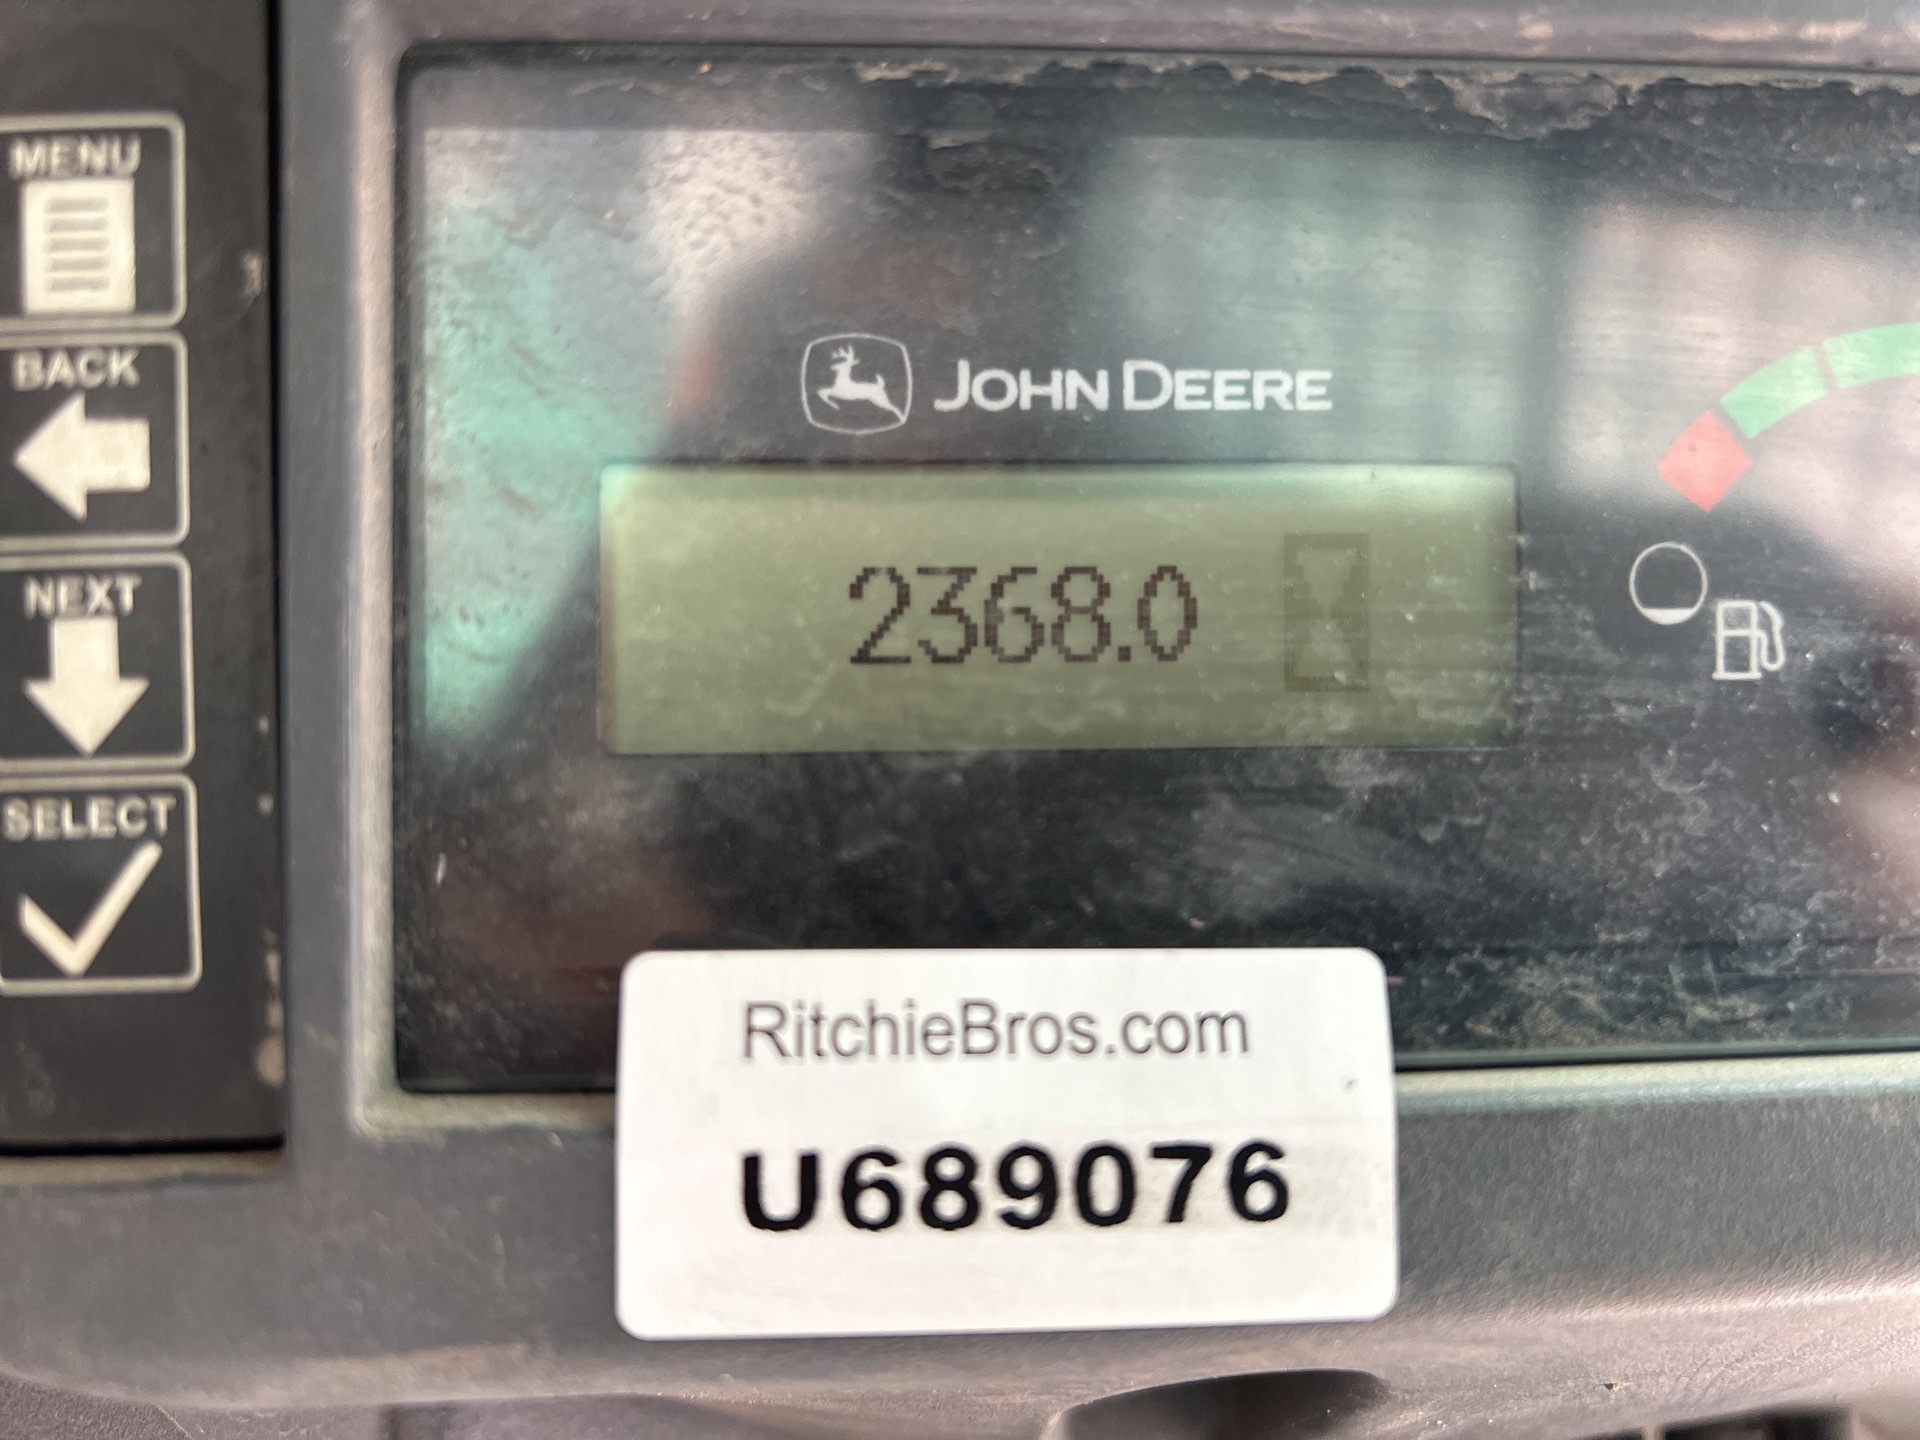 MENU
BACK
NEXT
SELECT
JOHN DEERE
2368.0
RitchieBros.com
U689076